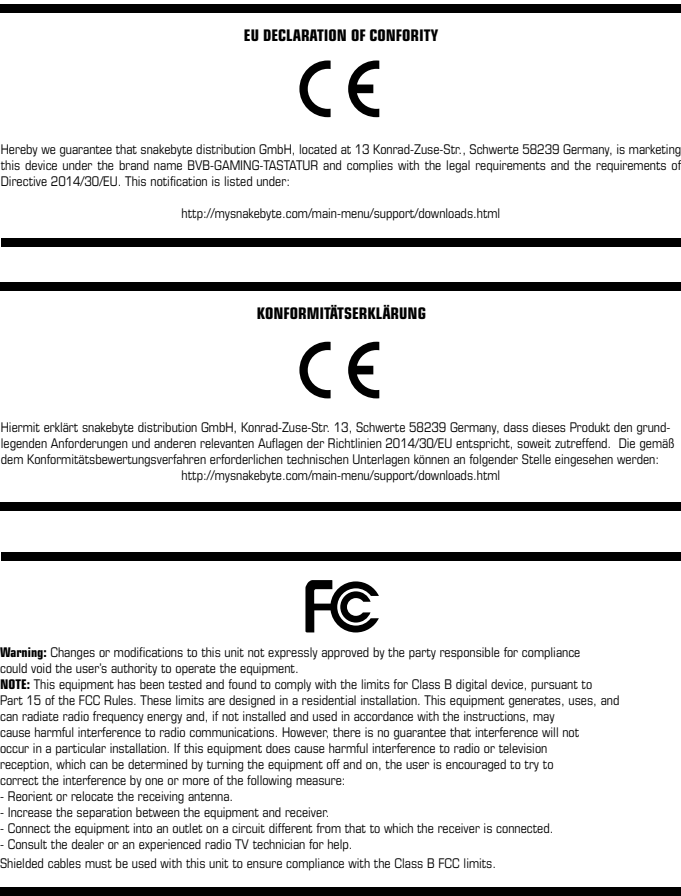 EU DECLARATION OF CONFORITY
CE
Hereby we guarantee that snakebyte distribution GmbH, located at 13 Konrad-Zuse-Str., Schwerte 58239 Germany, is marketing
this device under the brand name BVB-GAMING-TASTATUR and complies with the legal requirements and the requirements of
Directive 2014/30/EU. This notification is listed under:
http://mysnakebyte.com/main-menu/support/downloads.html
KONFORMITÄTSERKLÄRUNG
CE
Hiermit erklärt snakebyte distribution GmbH, Konrad-Zuse-Str. 13, Schwerte 58239 Germany, dass dieses Produkt den grund-
legenden Anforderungen und anderen relevanten Auflagen der Richtlinien 2014/30/EU entspricht, soweit zutreffend. Die gemäß
dem Konformitätsbewertungsverfahren erforderlichen technischen Unterlagen können an folgender Stelle eingesehen werden:
http://mysnakebyte.com/main-menu/support/downloads.html
FC
Warning: Changes or modifications to this unit not expressly approved by the party responsible for compliance
could void the user's authority to operate the equipment.
NOTE: This equipment has been tested and found to comply with the limits for Class B digital device, pursuant to
Part 15 of the FCC Rules. These limits are designed in a residential installation. This equipment generates, uses, and
can radiate radio frequency energy and, if not installed and used in accordance with the instructions, may
cause harmful interference to radio communications. However, there is no guarantee that interference will not
occur in a particular installation. If this equipment does cause harmful interference to radio or television
reception, which can be determined by turning the equipment off and on, the user is encouraged to try to
correct the interference by one or more of the following measure:
- Reorient or relocate the receiving antenna.
- Increase the separation between the equipment and receiver.
- Connect the equipment into an outlet on a circuit different from that to which the receiver is connected.
- Consult the dealer or an experienced radio TV technician for help.
Shielded cables must be used with this unit to ensure compliance with the Class B FCC limits.